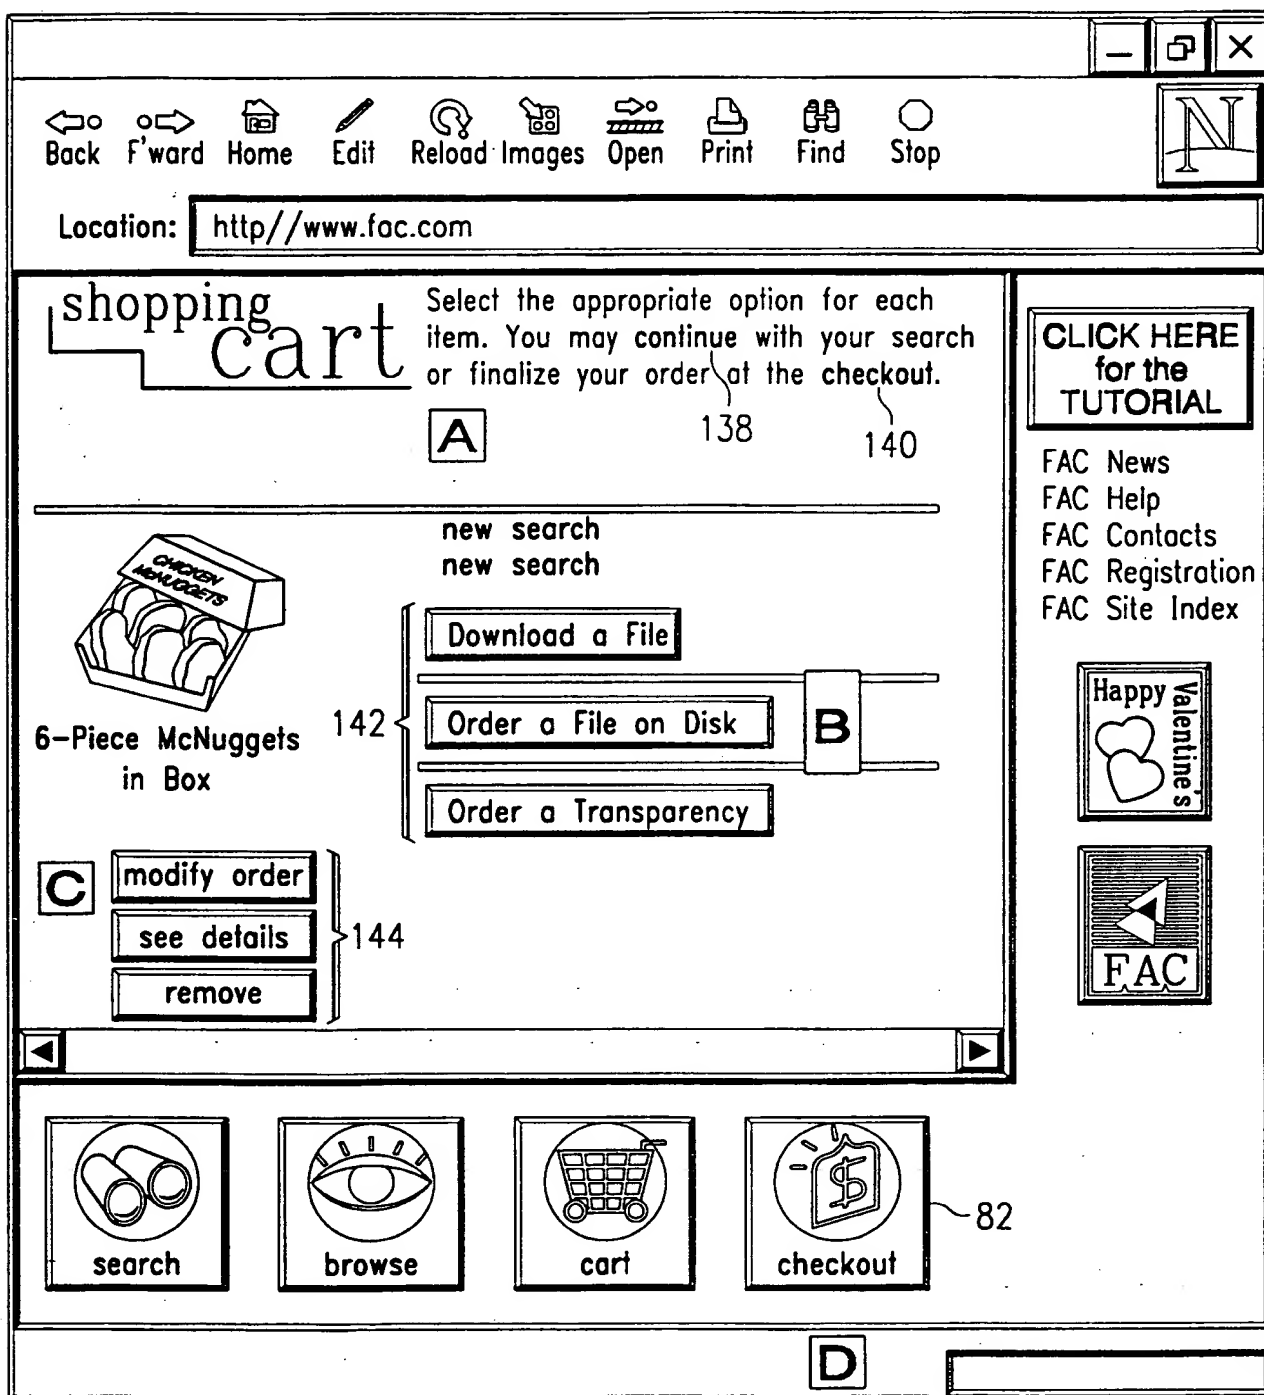 Back F'ward Home Edit Reload Images Open Print Find Stop
N
Location: http//www.fac.com
shopping
cart
Select the appropriate option for each
item. You may continue with your search
or finalize your order at the checkout.
138
140
A
CLICK HERE
for the
TUTORIAL
FAC News
FAC Help
FAC Contacts
FAC Registration
FAC Site Index
new search
new search
CHICKEN
McNUGGETS
6-Piece McNuggets
in Box
142
Download a File
Order a File on Disk
Order a Transparency
B
Happy
Valentine's
C
modify order
see details
remove
144
FAC
search
browse
cart
$
checkout
82
D